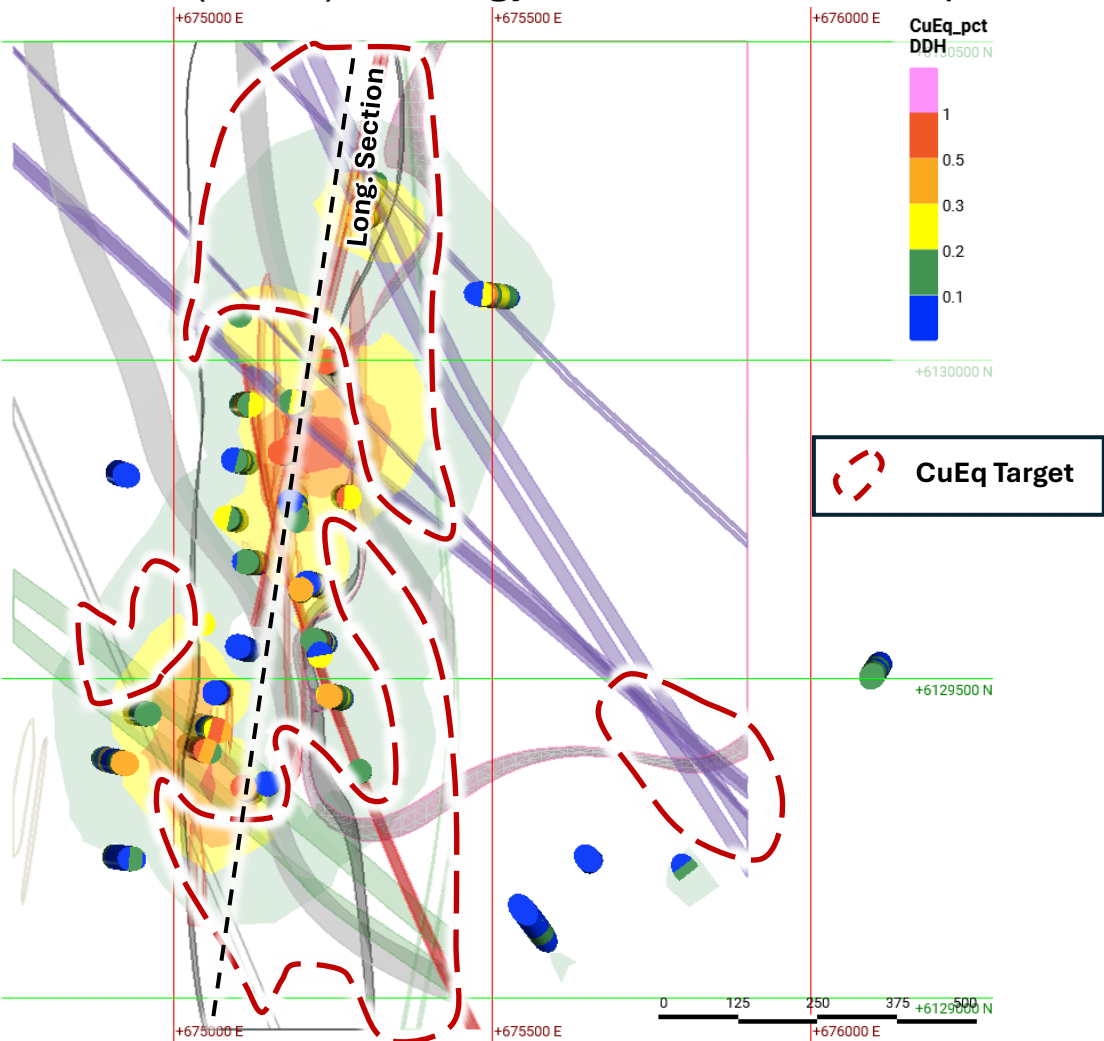 +675000 E
+675500 E
+676000 E
CuEq_pct
DDH
+6130500 N
1
0.5
0.3
0.2
0.1
Long. Section
+6130000 N
CuEq Target
+6129500 N
0
125
250
375
500
+6129000 N
+675000 E
+675500 E
+676000 E